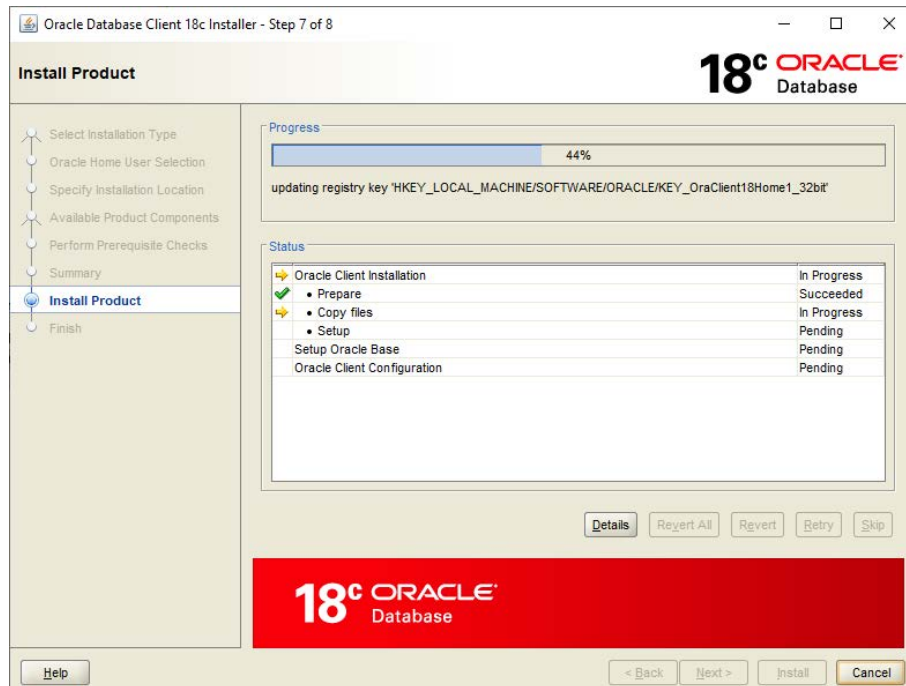 Oracle Database Client 18c Installer - Step 7 of 8
Install Product
18c ORACLE
Database
Select Installation Type
Oracle Home User Selection
Specify Installation Location
Available Product Components
Perform Prerequisite Checks
Summary
Install Product
Finish
Progress
44%
updating registry key 'HKEY_LOCAL_MACHINE/SOFTWARE/ORACLE/KEY_OraClient18Home1_32bit'
Status
Oracle Client Installation In Progress
• Prepare Succeeded
• Copy files In Progress
• Setup Pending
Setup Oracle Base Pending
Oracle Client Configuration Pending
Details Revert All Revert Retry Skip
18c ORACLE
Database
Help < Back Next > Install Cancel